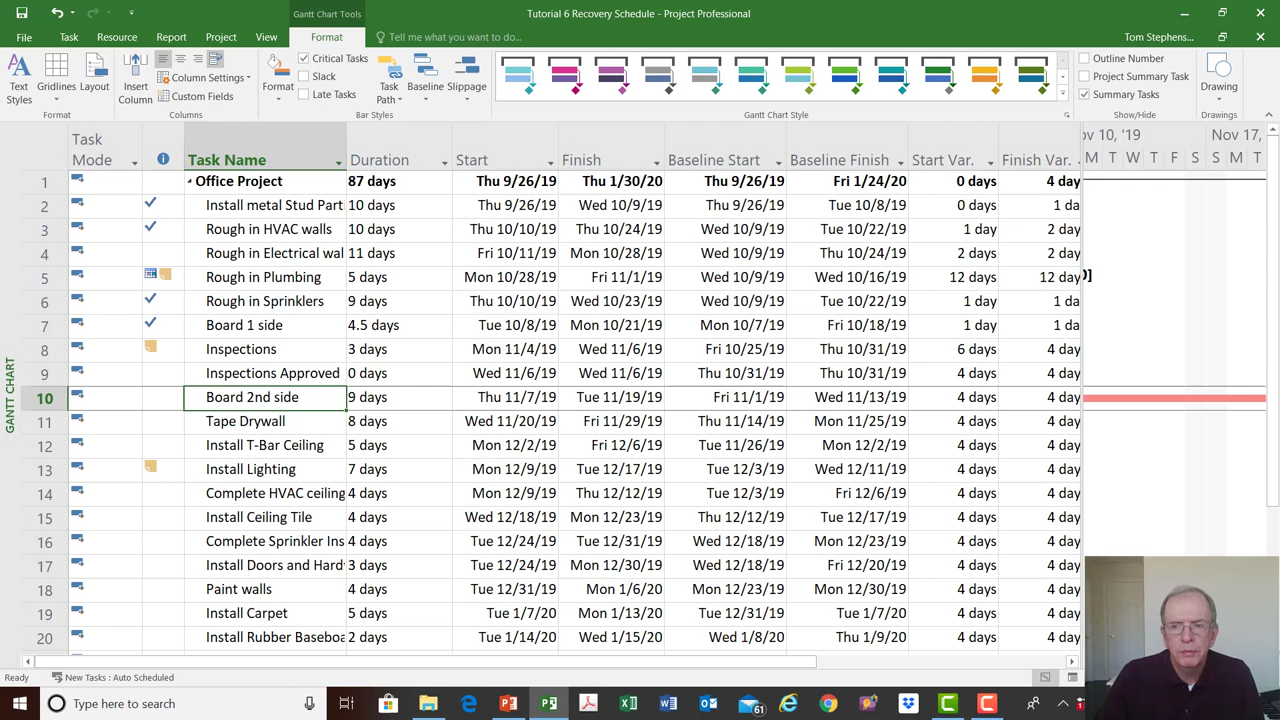 Gantt Chart Tools
Tutorial 6 Recovery Schedule - Project Professional
File Task Resource Report Project View Format Tell me what you want to do... Tom Stephens...
Text Styles
Gridlines
Layout
Format
Insert Column
Column Settings
Custom Fields
Columns
Format
Critical Tasks
Slack
Late Tasks
Task Path
Baseline
Slippage
Bar Styles
Gantt Chart Style
Outline Number
Project Summary Task
Summary Tasks
Show/Hide
Drawing
Drawings
GANTT CHART
Task Mode Task Name Duration Start Finish Baseline Start Baseline Finish Start Var. Finish Var.
ov 10, '19 Nov 17,
M T W T F S S M T
1 Office Project 87 days Thu 9/26/19 Thu 1/30/20 Thu 9/26/19 Fri 1/24/20 0 days 4 day
2 Install metal Stud Part 10 days Thu 9/26/19 Wed 10/9/19 Thu 9/26/19 Tue 10/8/19 0 days 1 da
3 Rough in HVAC walls 10 days Thu 10/10/19 Thu 10/24/19 Wed 10/9/19 Tue 10/22/19 1 day 2 day
4 Rough in Electrical wal 11 days Fri 10/11/19 Mon 10/28/19 Wed 10/9/19 Thu 10/24/19 2 days 2 day
5 Rough in Plumbing 5 days Mon 10/28/19 Fri 11/1/19 Wed 10/9/19 Wed 10/16/19 12 days 12 day 0]
6 Rough in Sprinklers 9 days Thu 10/10/19 Wed 10/23/19 Wed 10/9/19 Tue 10/22/19 1 day 1 da
7 Board 1 side 4.5 days Tue 10/8/19 Mon 10/21/19 Mon 10/7/19 Fri 10/18/19 1 day 1 da
8 Inspections 3 days Mon 11/4/19 Wed 11/6/19 Fri 10/25/19 Thu 10/31/19 6 days 4 day
9 Inspections Approved 0 days Wed 11/6/19 Wed 11/6/19 Thu 10/31/19 Thu 10/31/19 4 days 4 day
10 Board 2nd side 9 days Thu 11/7/19 Tue 11/19/19 Fri 11/1/19 Wed 11/13/19 4 days 4 day
11 Tape Drywall 8 days Wed 11/20/19 Fri 11/29/19 Thu 11/14/19 Mon 11/25/19 4 days 4 day
12 Install T-Bar Ceiling 5 days Mon 12/2/19 Fri 12/6/19 Tue 11/26/19 Mon 12/2/19 4 days 4 day
13 Install Lighting 7 days Mon 12/9/19 Tue 12/17/19 Tue 12/3/19 Wed 12/11/19 4 days 4 day
14 Complete HVAC ceiling 4 days Mon 12/9/19 Thu 12/12/19 Tue 12/3/19 Fri 12/6/19 4 days 4 day
15 Install Ceiling Tile 4 days Wed 12/18/19 Mon 12/23/19 Thu 12/12/19 Tue 12/17/19 4 days 4 day
16 Complete Sprinkler Ins 4 days Tue 12/24/19 Mon 12/30/19 Wed 12/18/19 Mon 12/23/19 4 days 4 day
17 Install Doors and Hard 3 days Tue 12/24/19 Mon 12/30/19 Wed 12/18/19 Fri 12/20/19 4 days 4 day
18 Paint walls 4 days Tue 12/31/19 Mon 1/6/20 Mon 12/23/19 Mon 12/30/19 4 days 4 day
19 Install Carpet 5 days Tue 1/7/20 Mon 1/13/20 Tue 12/31/19 Tue 1/7/20 4 days 4 day
20 Install Rubber Baseboa 2 days Tue 1/14/20 Wed 1/15/20 Wed 1/8/20 Thu 1/9/20 4 days 4 day
Ready New Tasks : Auto Scheduled
Type here to search
61